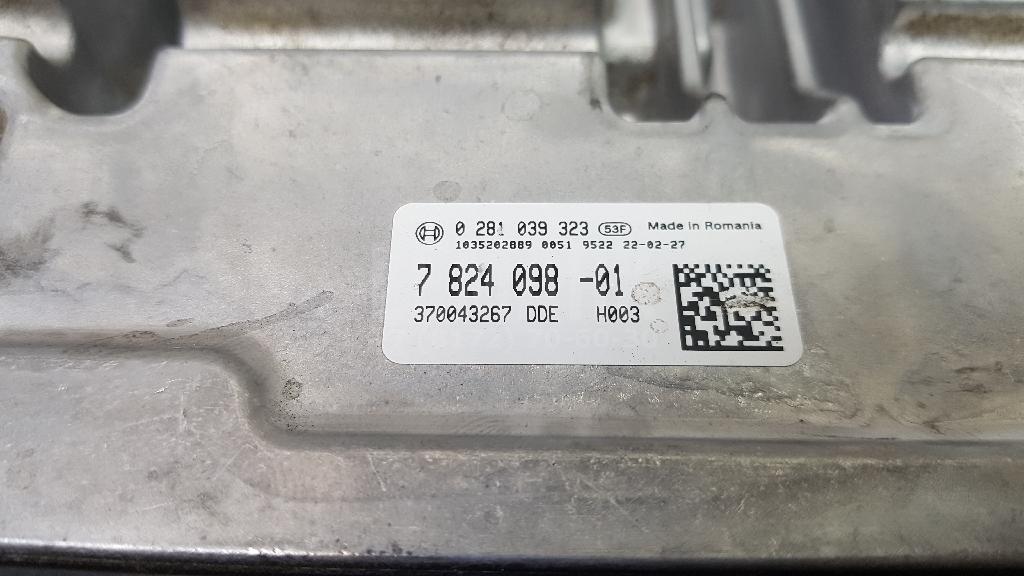 0 281 039 323 53F Made in Romania
1035202889 0051 9522 22-02-27
7 824 098 -01
370043267 DDE H003